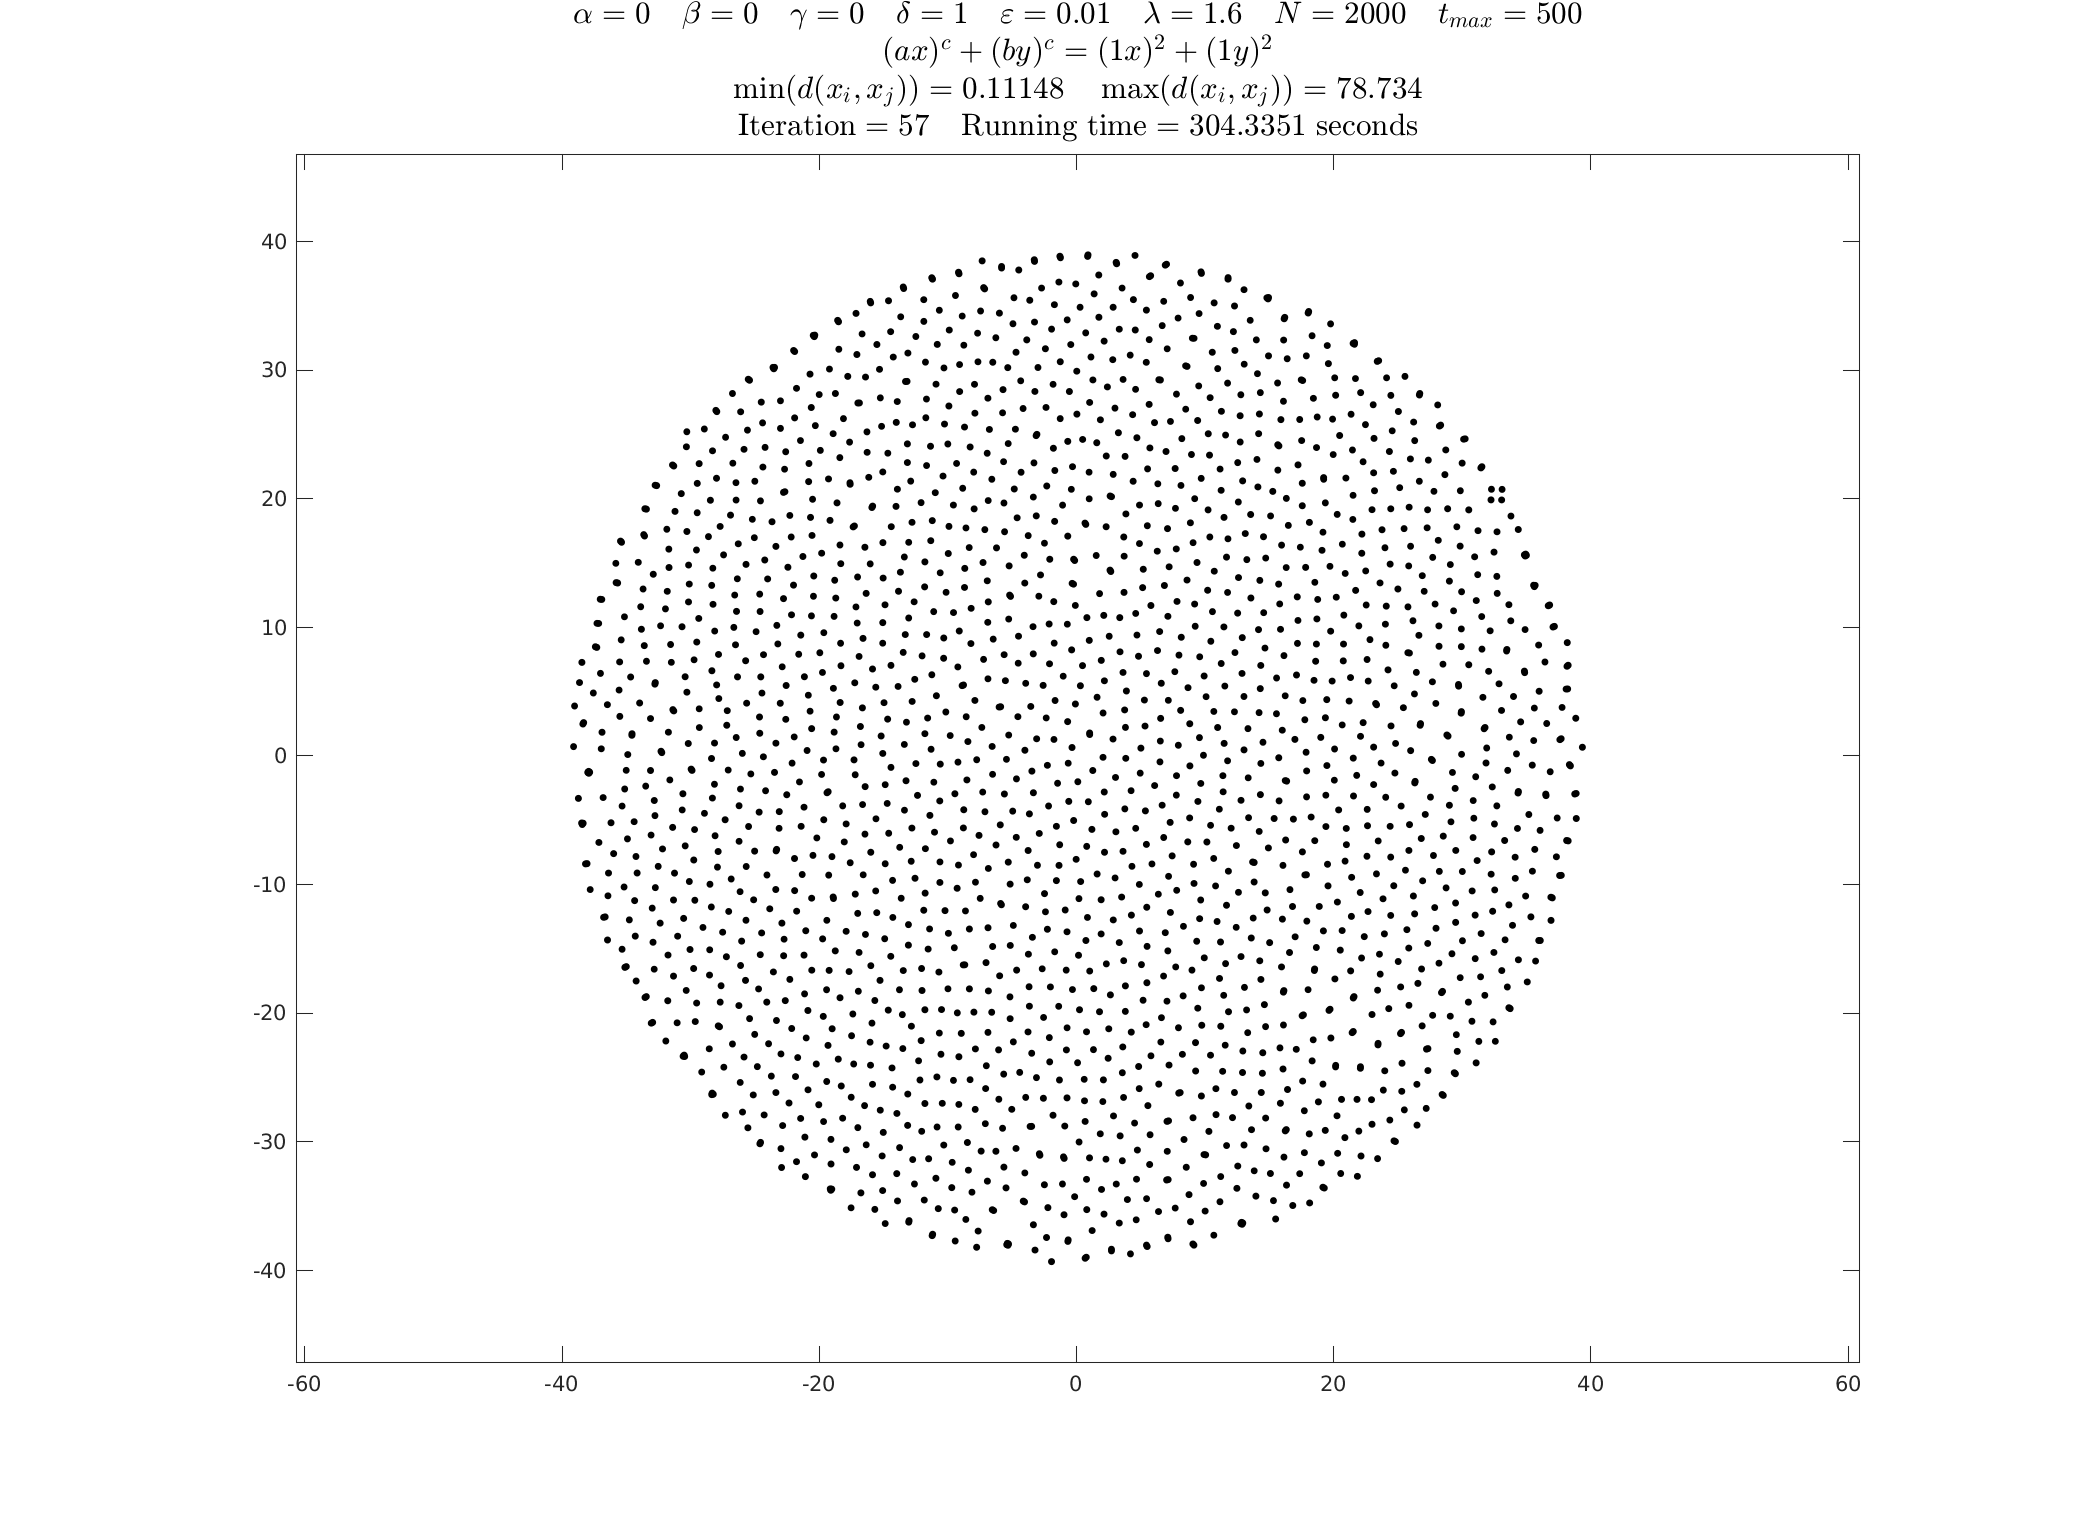 α = 0 β = 0 γ = 0 δ = 1 ε = 0.01 λ = 1.6 N = 2000 t_{max} = 500
(ax)^c + (by)^c = (1x)^2 + (1y)^2
min(d(x_i, x_j)) = 0.11148 max(d(x_i, x_j)) = 78.734
Iteration = 57 Running time = 304.3351 seconds
40
30
20
10
0
-10
-20
-30
-40
-60 -40 -20 0 20 40 60